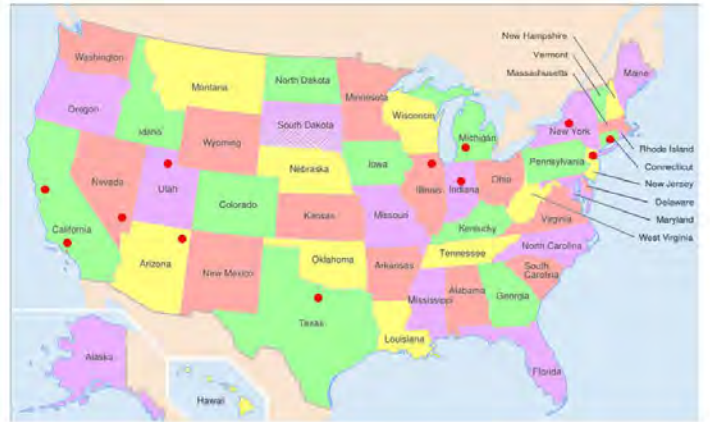 New Hampshire
Vermont
Massachusetts
Washington
Montana
North Dakota
Minnesota
Maine
Oregon
Idaho
Wyoming
South Dakota
Wisconsin
Michigan
New York
Rhode Island
Connecticut
New Jersey
Delaware
Maryland
West Virginia
Nevada
Utah
Colorado
Nebraska
Iowa
Illinois
Indiana
Ohio
Pennsylvania
California
Arizona
New Mexico
Kansas
Missouri
Kentucky
Virginia
Oklahoma
Arkansas
Tennessee
North Carolina
South
Carolina
Texas
Louisiana
Mississippi
Alabama
Georgia
Florida
Alaska
Hawaii